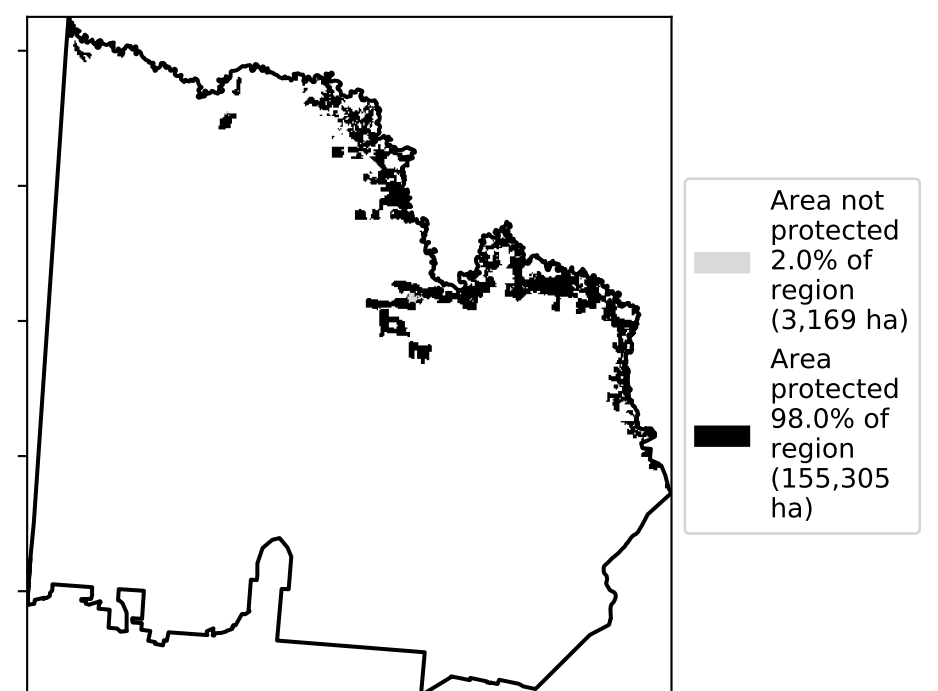 Area not
protected
2.0% of
region
(3,169 ha)
Area
protected
98.0% of
region
(155,305
ha)